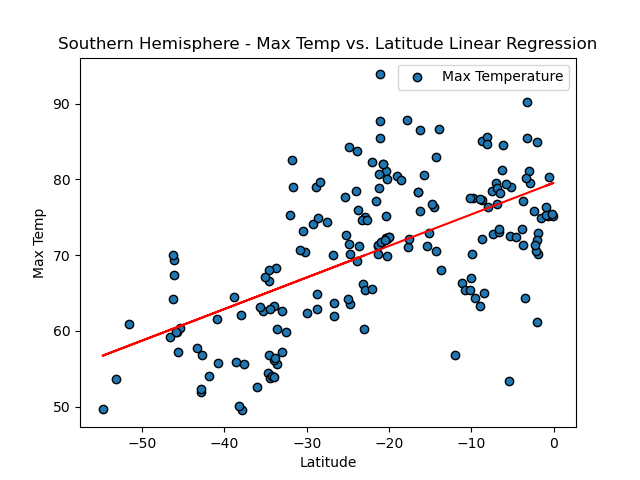 Southern Hemisphere - Max Temp vs. Latitude Linear Regression
Max Temperature
90
80
70
60
50
Max Temp
−50
−40
−30
−20
−10
0
Latitude